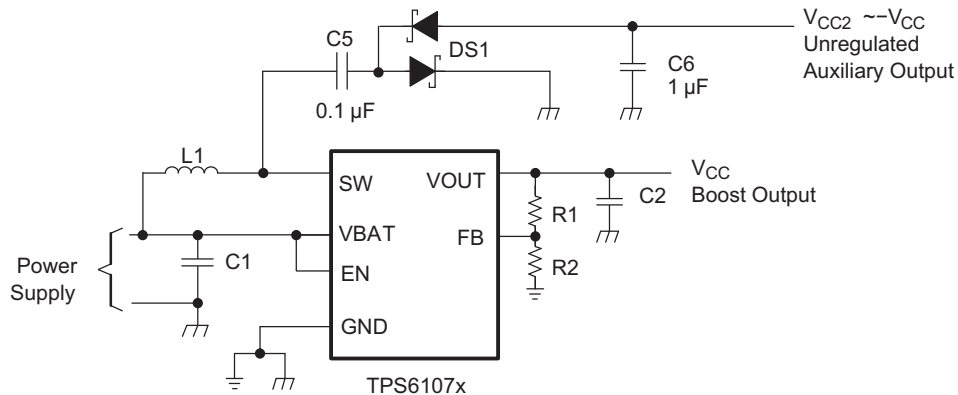 C5
0.1 µF
DS1
C6
1 µF
VCC2 ~–VCC
Unregulated
Auxiliary Output
L1
SW
VOUT
VBAT
FB
EN
GND
R1
R2
C2
VCC
Boost Output
Power
Supply
C1
TPS6107x